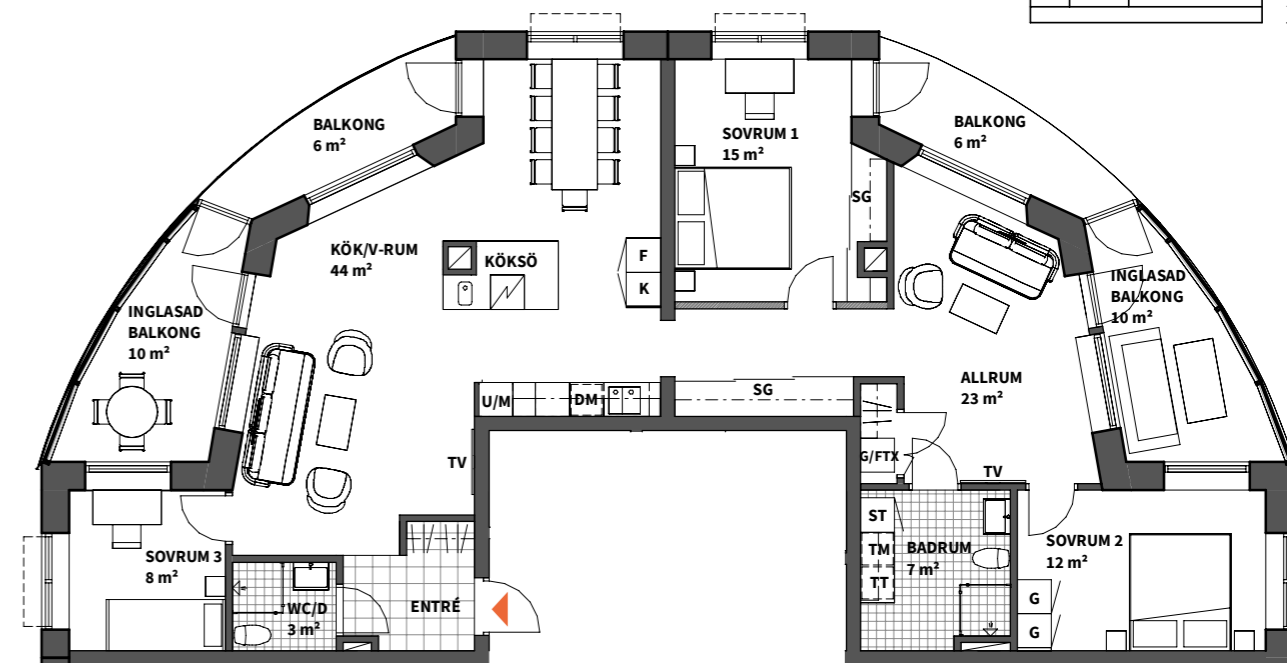 BALKONG
6 m²
SOVRUM 1
15 m²
BALKONG
6 m²
SG
KÖK/V-RUM
44 m²
KÖKSÖ
F
K
INGLASAD
BALKONG
10 m²
INGLASAD
BALKONG
10 m²
U/M
DM
SG
ALLRUM
23 m²
TV
G/FTX
TV
ST
TM
TT
BADRUM
7 m²
SOVRUM 2
12 m²
SOVRUM 3
8 m²
WC/D
3 m²
ENTRÉ
G
G